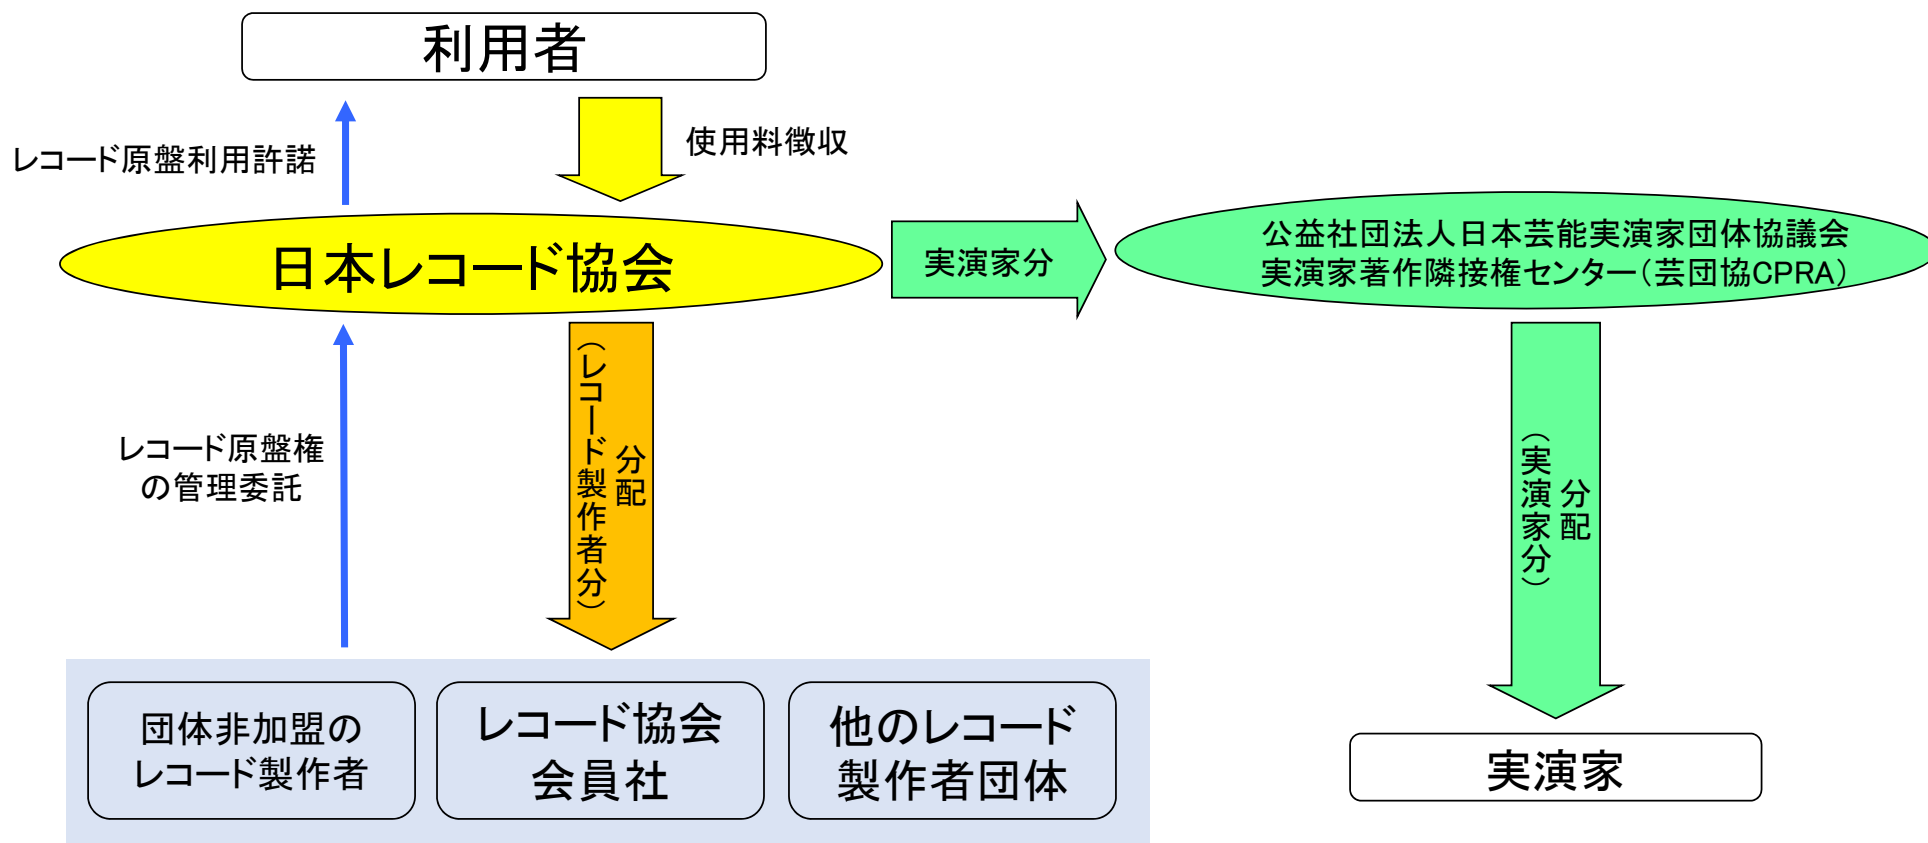 利用者
レコード原盤利用許諾
使用料徴収
日本レコード協会
実演家分
公益社団法人日本芸能実演家団体協議会
実演家著作隣接権センター（芸団協CPRA）
レコード原盤権
の管理委託
分配
（レコード製作者分）
分配
（実演家分）
団体非加盟の
レコード製作者
レコード協会
会員社
他のレコード
製作者団体
実演家